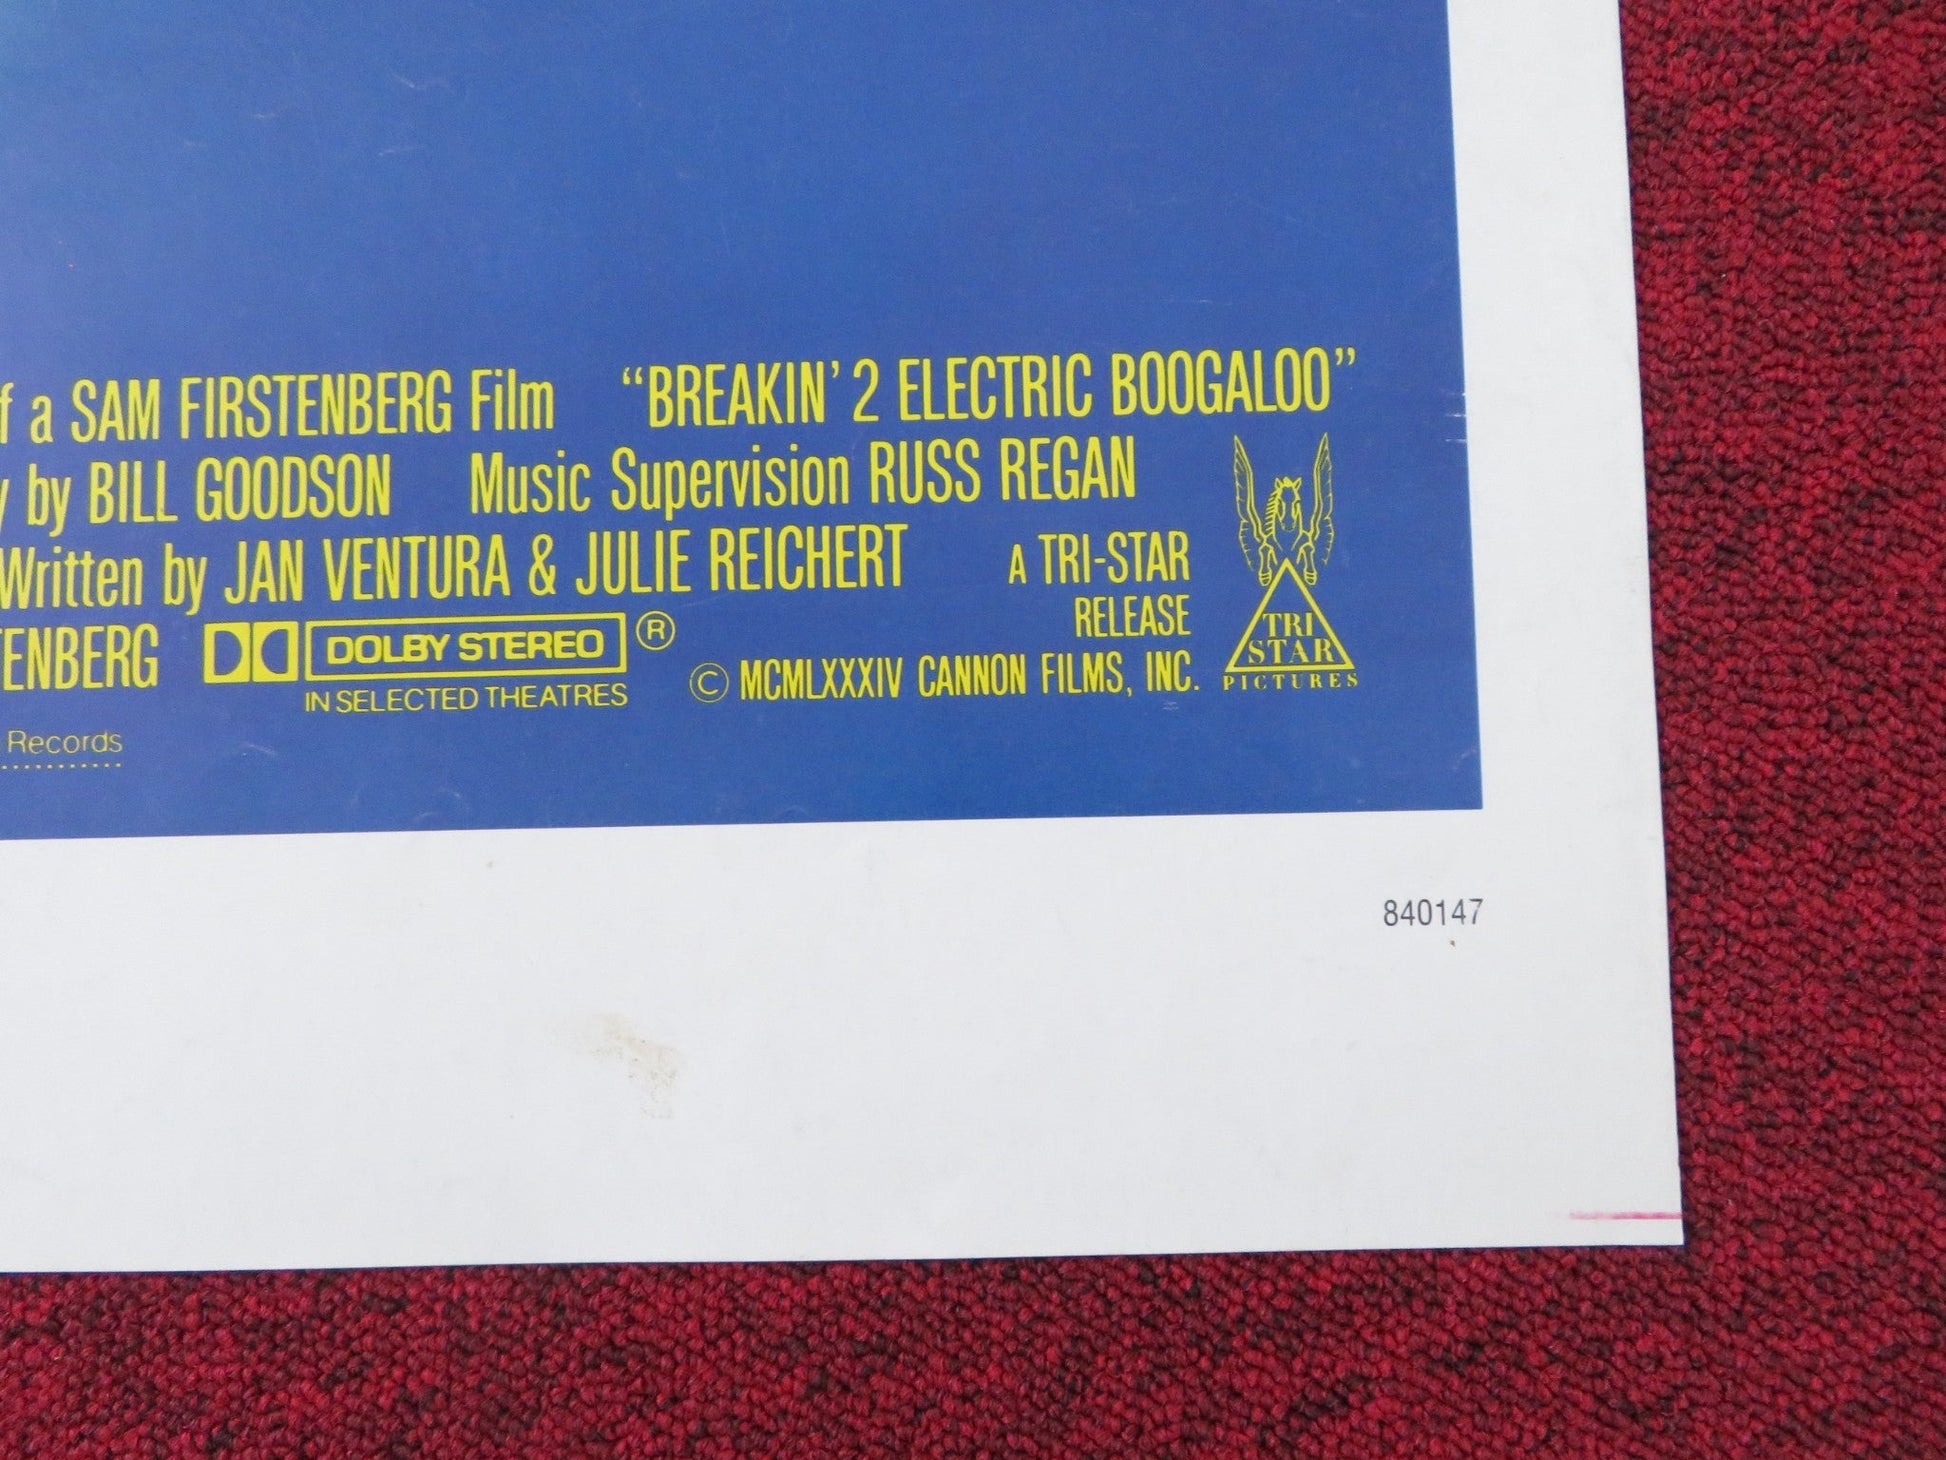 f a SAM FIRSTENBERG Film “BREAKIN’ 2 ELECTRIC BOOGALOO”
y by BILL GOODSON Music Supervision RUSS REGAN
Written by JAN VENTURA & JULIE REICHERT
A TRI-STAR
RELEASE
TENBERG DOLBY STEREO ®
IN SELECTED THEATRES
© MCMLXXXIV CANNON FILMS, INC.
TRI
STAR
PICTURES
Records
840147